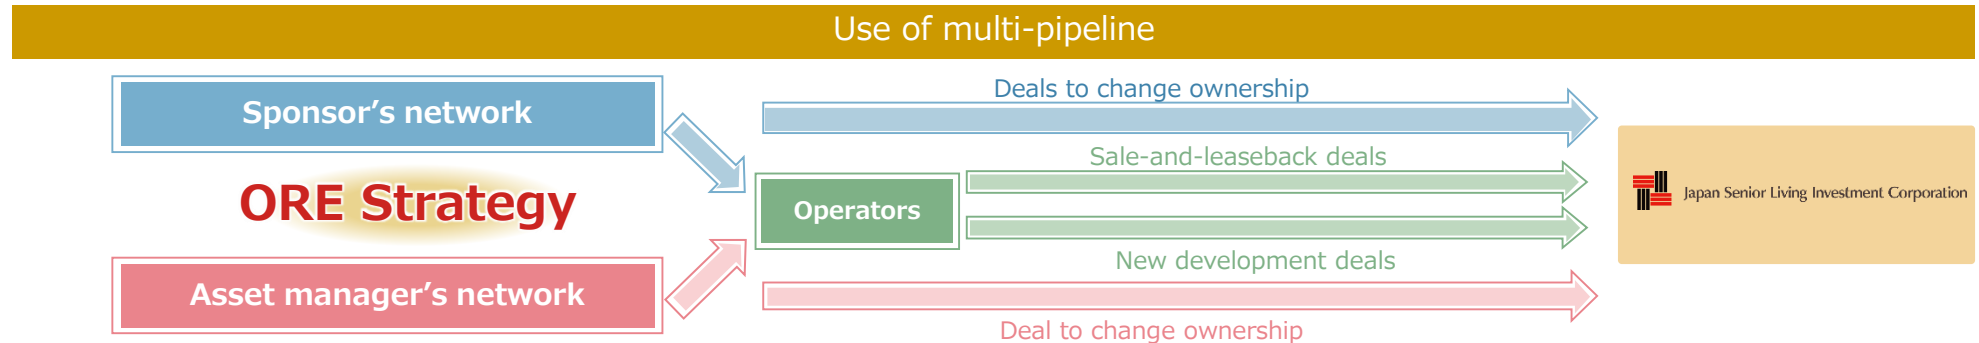 Use of multi-pipeline
Sponsor’s network
Deals to change ownership
Sale-and-leaseback deals
ORE Strategy
Operators
Japan Senior Living Investment Corporation
New development deals
Asset manager’s network
Deal to change ownership